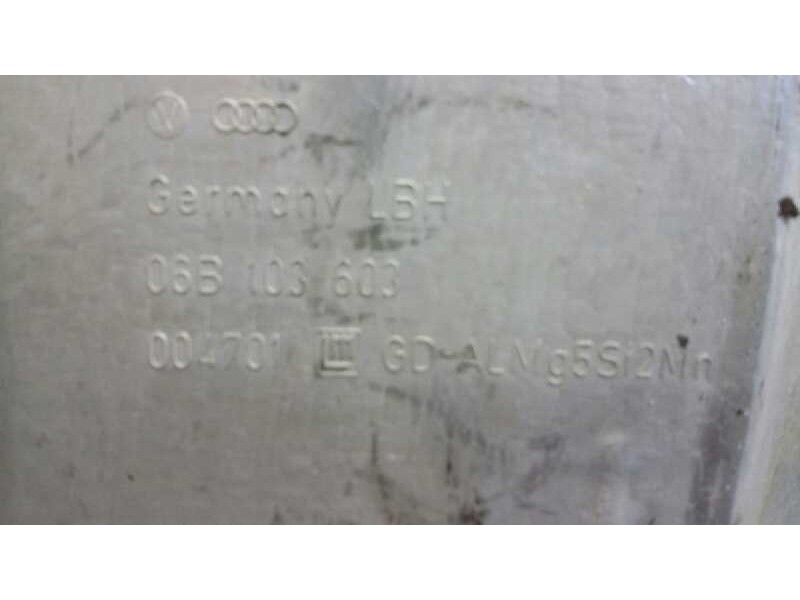 Germany LBH
06B 103 603
004701 GD-ALMg5Si2Mn